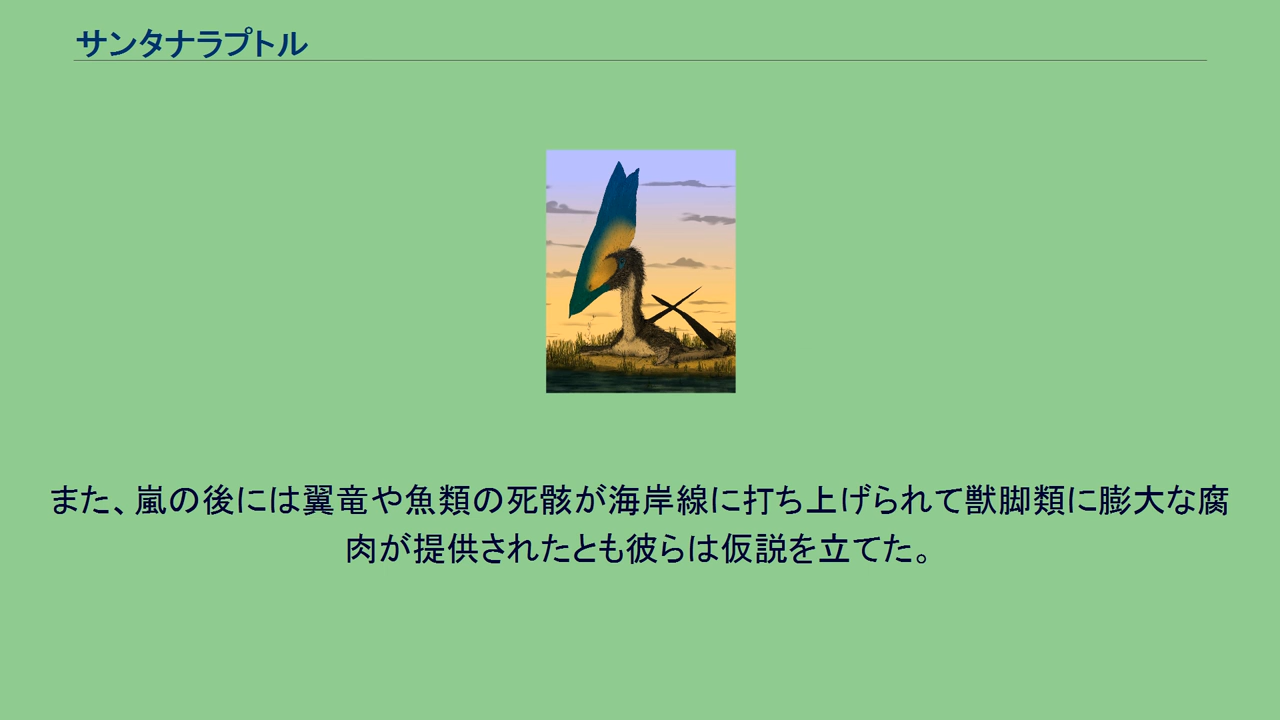 サンタナラプトル
また、嵐の後には翼竜や魚類の死骸が海岸線に打ち上げられて獣脚類に膨大な腐
肉が提供されたとも彼らは仮説を立てた。